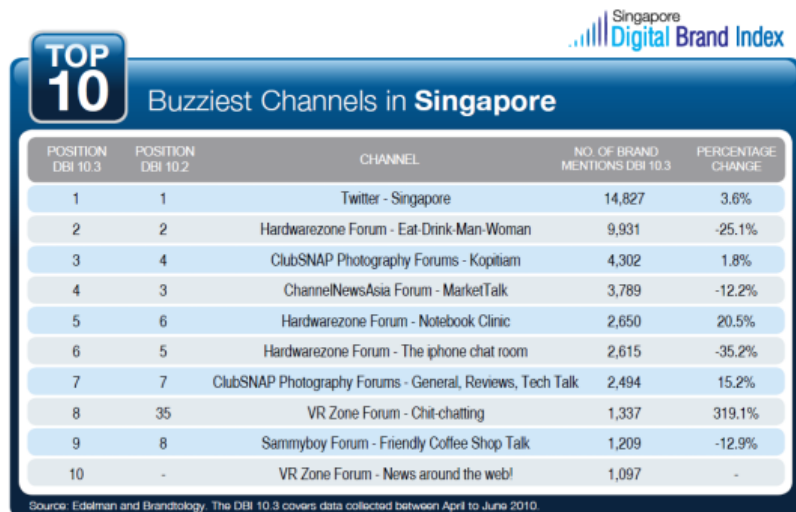 Singapore
Digital Brand Index
TOP
10
Buzziest Channels in Singapore
POSITION DBI 10.3 POSITION DBI 10.2 CHANNEL NO. OF BRAND MENTIONS DBI 10.3 PERCENTAGE CHANGE
1 1 Twitter - Singapore 14,827 3.6%
2 2 Hardwarezone Forum - Eat-Drink-Man-Woman 9,931 -25.1%
3 4 ClubSNAP Photography Forums - Kopitiam 4,302 1.8%
4 3 ChannelNewsAsia Forum - MarketTalk 3,789 -12.2%
5 6 Hardwarezone Forum - Notebook Clinic 2,650 20.5%
6 5 Hardwarezone Forum - The iphone chat room 2,615 -35.2%
7 7 ClubSNAP Photography Forums - General, Reviews, Tech Talk 2,494 15.2%
8 35 VR Zone Forum - Chit-chatting 1,337 319.1%
9 8 Sammyboy Forum - Friendly Coffee Shop Talk 1,209 -12.9%
10 - VR Zone Forum - News around the web! 1,097 -
Source: Edelman and Brandtology. The DBI 10.3 covers data collected between April to June 2010.